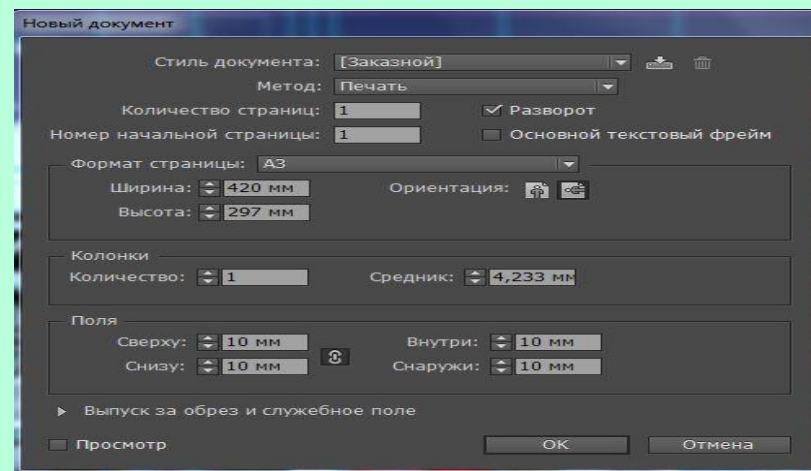 Новый документ
Стиль документа: [Заказной]
Метод: Печать
Количество страниц: 1 Разворот
Номер начальной страницы: 1 Основной текстовый фрейм
Формат страницы: A3
Ширина: 420 мм Ориентация:
Высота: 297 мм
Колонки
Количество: 1 Средник: 4,233 мм
Поля
Сверху: 10 мм Внутри: 10 мм
Снизу: 10 мм Снаружи: 10 мм
Выпуск за обрез и служебное поле
Просмотр OK Отмена